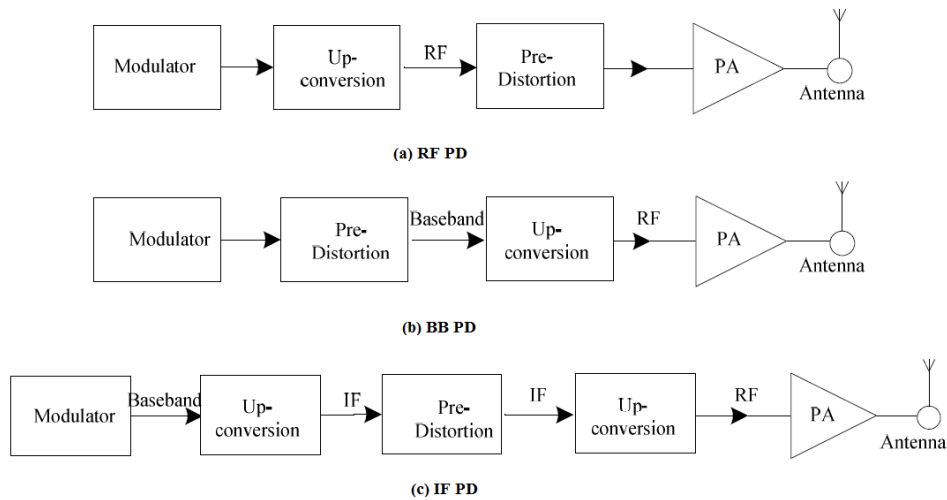 Modulator
Up-
conversion
RF
Pre-
Distortion
PA
Antenna
(a) RF PD
Modulator
Pre-
Distortion
Baseband
Up-
conversion
RF
PA
Antenna
(b) BB PD
Modulator
Baseband
Up-
conversion
IF
Pre-
Distortion
IF
Up-
conversion
RF
PA
Antenna
(c) IF PD